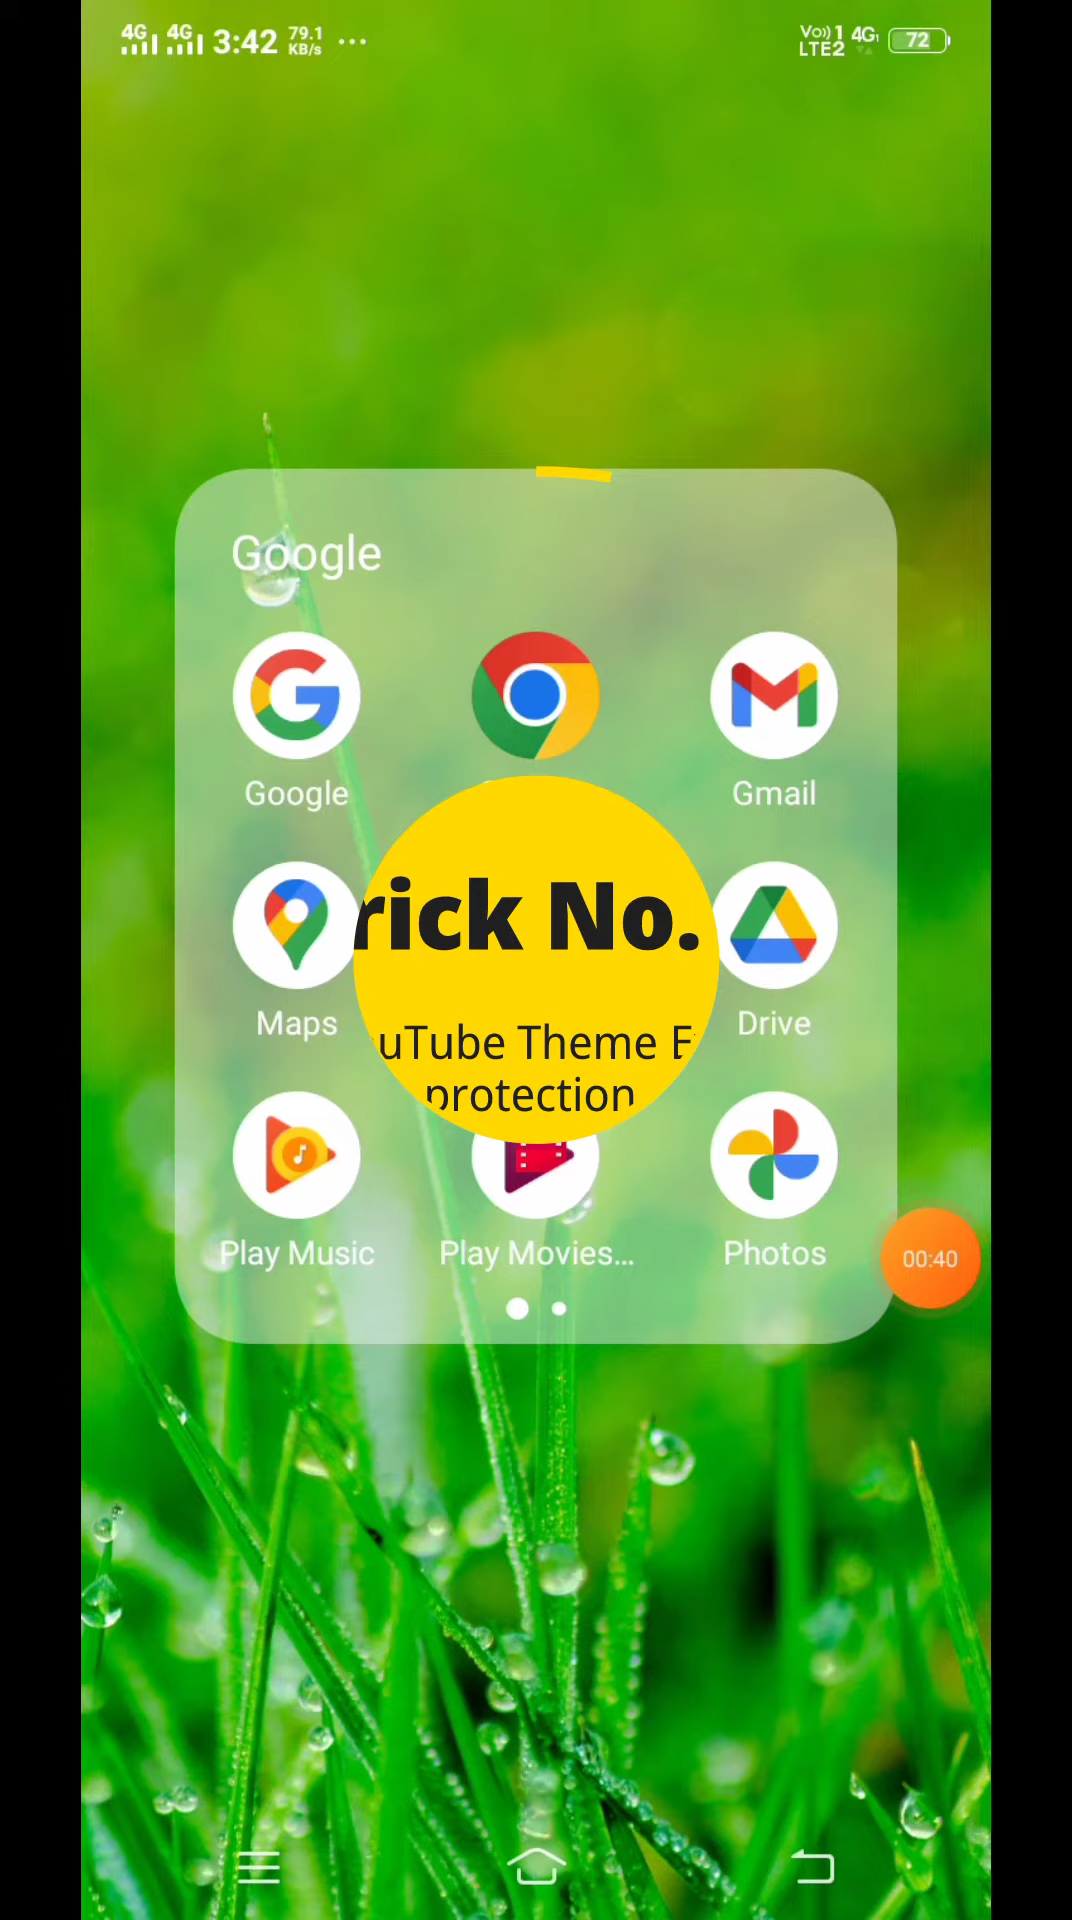 4G 4G 3:42 79.1 KB/s ... Vo)) 1 LTE2 4G 72
Google
Google
Gmail
rick No.
Maps
Drive
uTube Theme E
protection
Play Music
Play Movies...
Photos
00:40